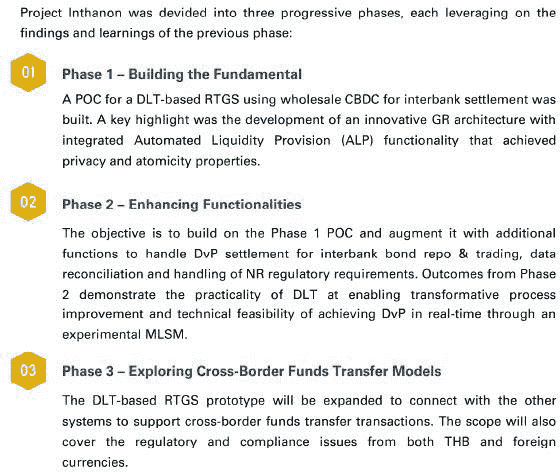 Project Inthanon was devided into three progressive phases, each leveraging on the
findings and learnings of the previous phase:
01
Phase 1 – Building the Fundamental
A POC for a DLT-based RTGS using wholesale CBDC for interbank settlement was
built. A key highlight was the development of an innovative GR architecture with
integrated Automated Liquidity Provision (ALP) functionality that achieved
privacy and atomicity properties.
02
Phase 2 – Enhancing Functionalities
The objective is to build on the Phase 1 POC and augment it with additional
functions to handle DvP settlement for interbank bond repo & trading, data
reconciliation and handling of NR regulatory requirements. Outcomes from Phase
2 demonstrate the practicality of DLT at enabling transformative process
improvement and technical feasibility of achieving DvP in real-time through an
experimental MLSM.
03
Phase 3 – Exploring Cross-Border Funds Transfer Models
The DLT-based RTGS prototype will be expanded to connect with the other
systems to support cross-border funds transfer transactions. The scope will also
cover the regulatory and compliance issues from both THB and foreign
currencies.